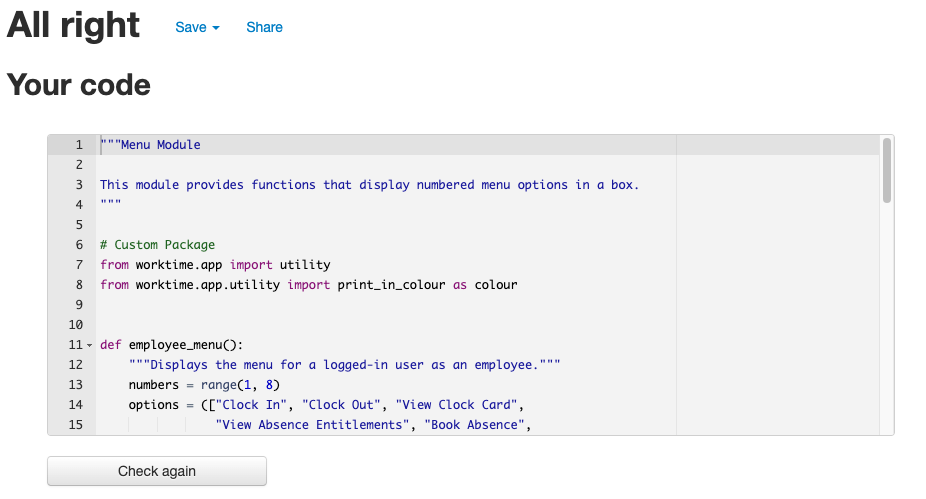 All right Save Share
Your code
1 """Menu Module
2
3 This module provides functions that display numbered menu options in a box.
4 """
5
6 # Custom Package
7 from worktime.app import utility
8 from worktime.app.utility import print_in_colour as colour
9
10
11 def employee_menu():
12     """Displays the menu for a logged-in user as an employee."""
13     numbers = range(1, 8)
14     options = (["Clock In", "Clock Out", "View Clock Card",
15                 "View Absence Entitlements", "Book Absence",
Check again